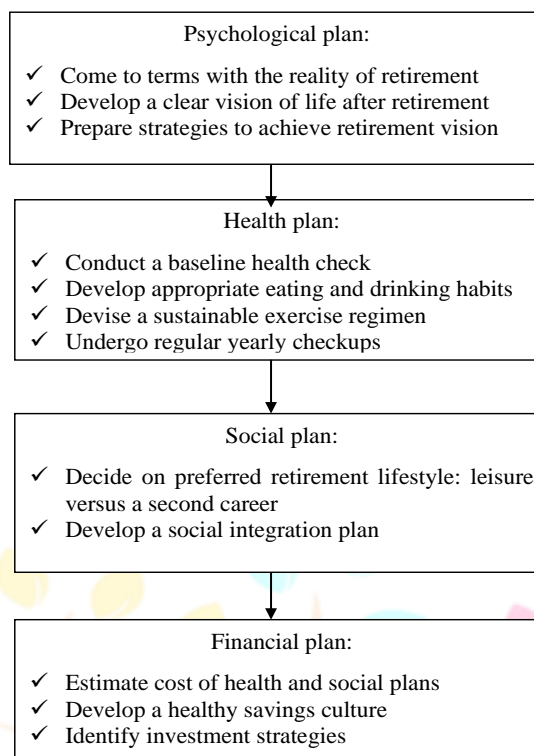 Psychological plan:
✓ Come to terms with the reality of retirement
✓ Develop a clear vision of life after retirement
✓ Prepare strategies to achieve retirement vision
Health plan:
✓ Conduct a baseline health check
✓ Develop appropriate eating and drinking habits
✓ Devise a sustainable exercise regimen
✓ Undergo regular yearly checkups
Social plan:
✓ Decide on preferred retirement lifestyle: leisure
versus a second career
✓ Develop a social integration plan
Financial plan:
✓ Estimate cost of health and social plans
✓ Develop a healthy savings culture
✓ Identify investment strategies